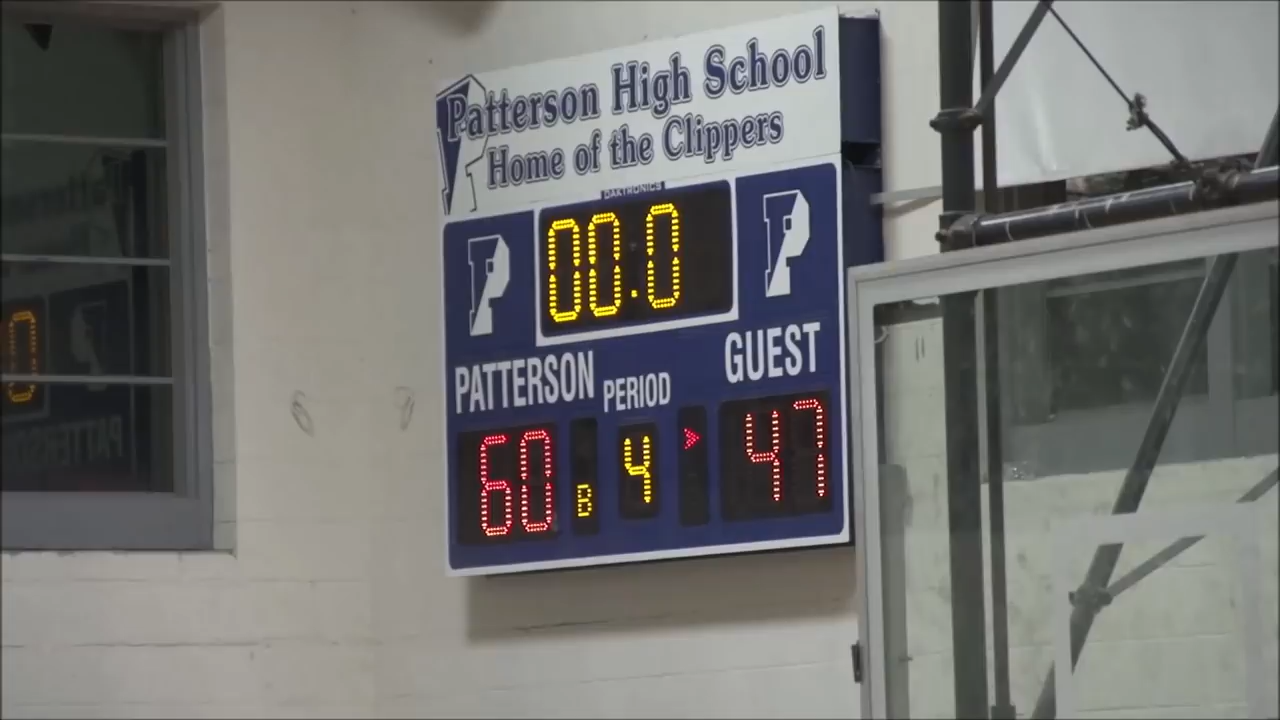 Patterson High School
Home of the Clippers
DAKTRONICS
P 00.0 P
PATTERSON PERIOD GUEST
60 B 4 > 47